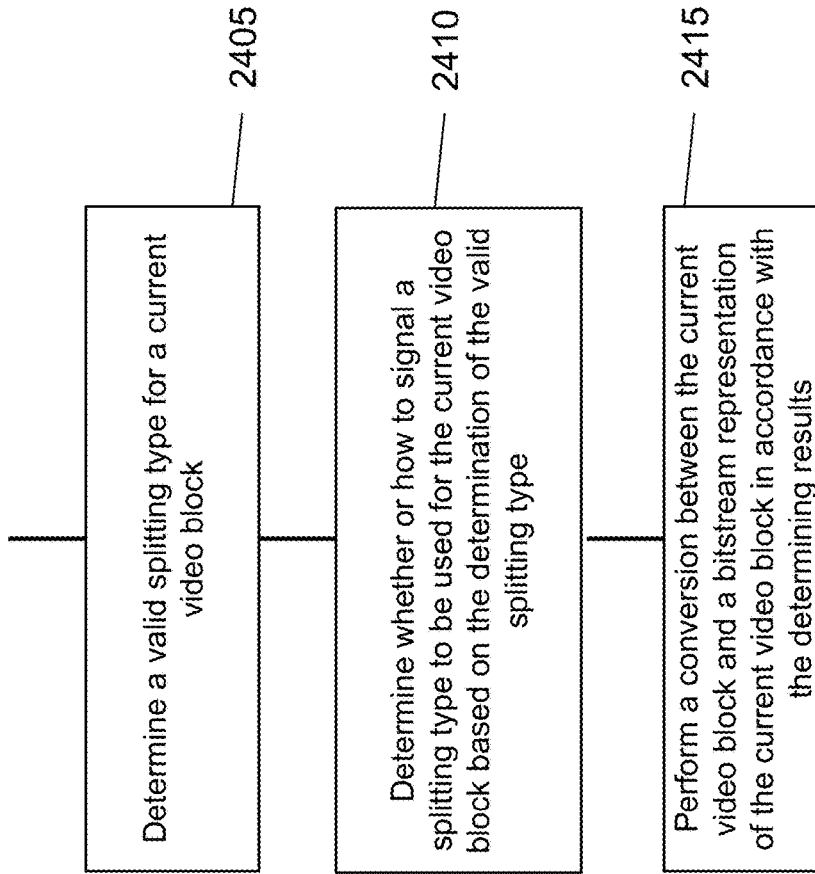 Determine a valid splitting type for a current
video block
2405
Determine whether or how to signal a
splitting type to be used for the current video
block based on the determination of the valid
splitting type
2410
Perform a conversion between the current
video block and a bitstream representation
of the current video block in accordance with
the determining results
2415